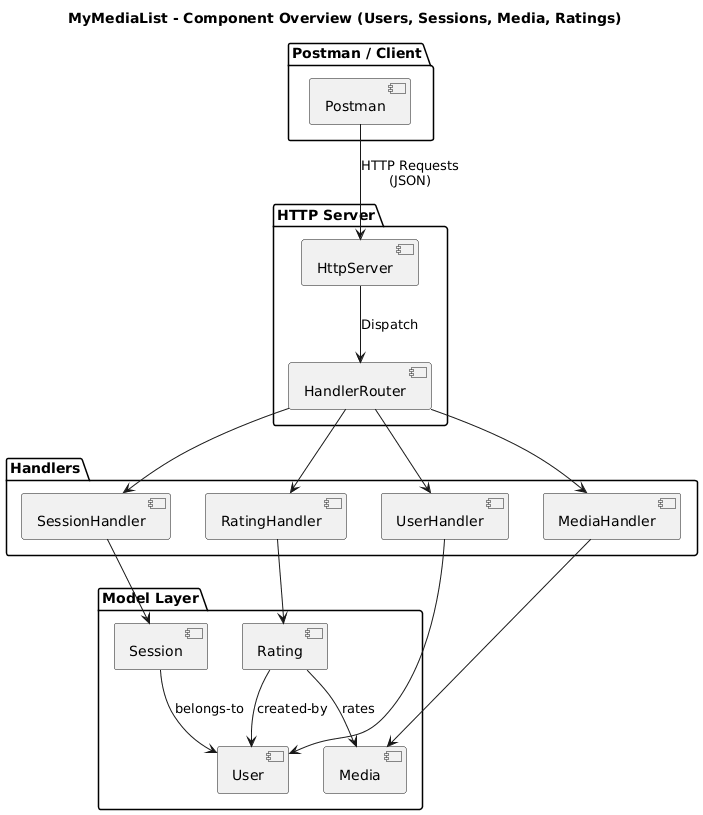 MyMediaList - Component Overview (Users, Sessions, Media, Ratings)
Postman / Client
Postman
HTTP Requests
(JSON)
HTTP Server
HttpServer
Dispatch
HandlerRouter
Handlers
SessionHandler
RatingHandler
UserHandler
MediaHandler
Model Layer
Session
Rating
belongs-to
created-by
rates
User
Media